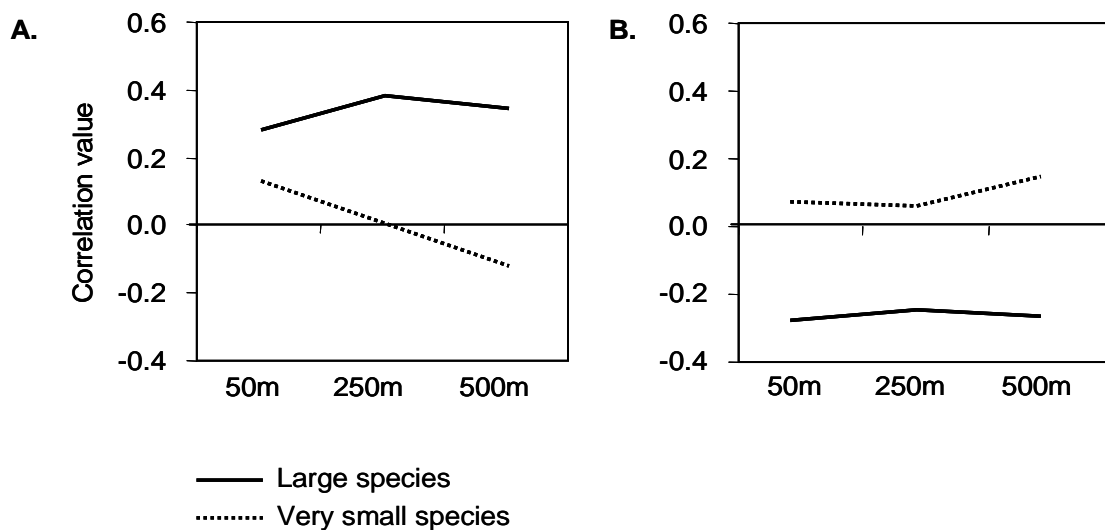 A.
Correlation value
0.6
0.4
0.2
0.0
-0.2
-0.4
50m 250m 500m
B.
0.6
0.4
0.2
0.0
-0.2
-0.4
50m 250m 500m
Large species
Very small species